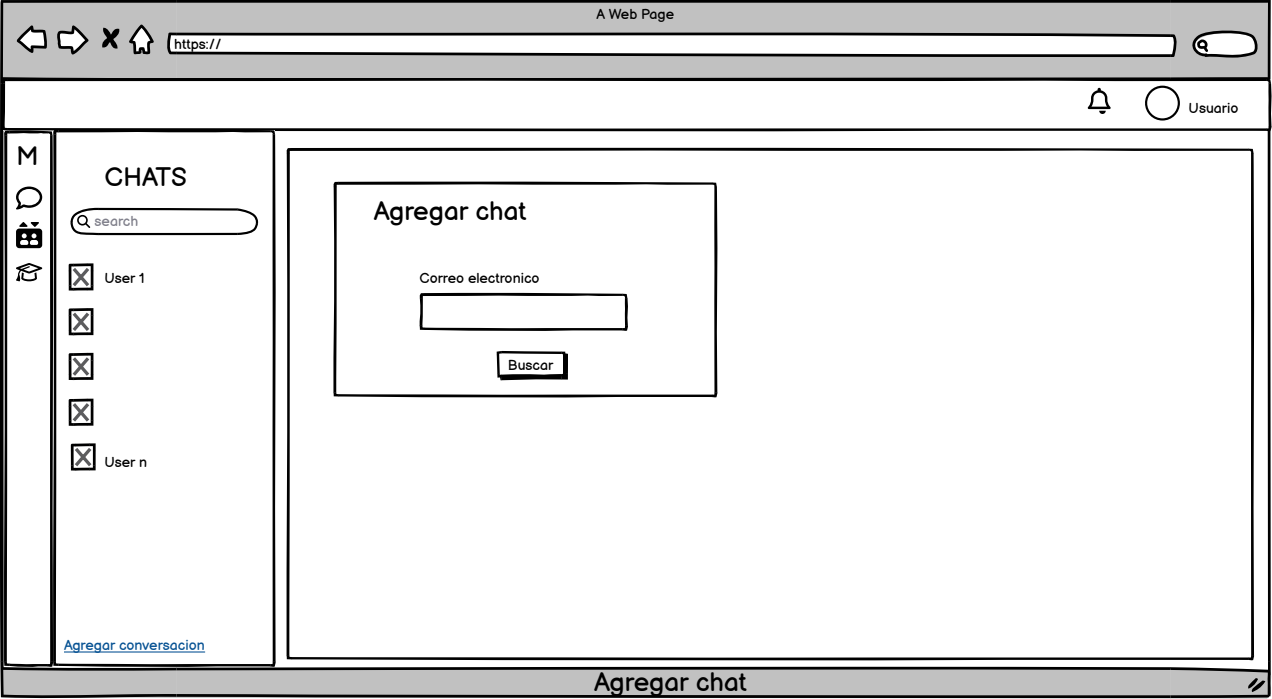 A Web Page
https://
Usuario
M
CHATS
search
User 1
User n
Agregar conversacion
Agregar chat
Correo electronico
Buscar
Agregar chat